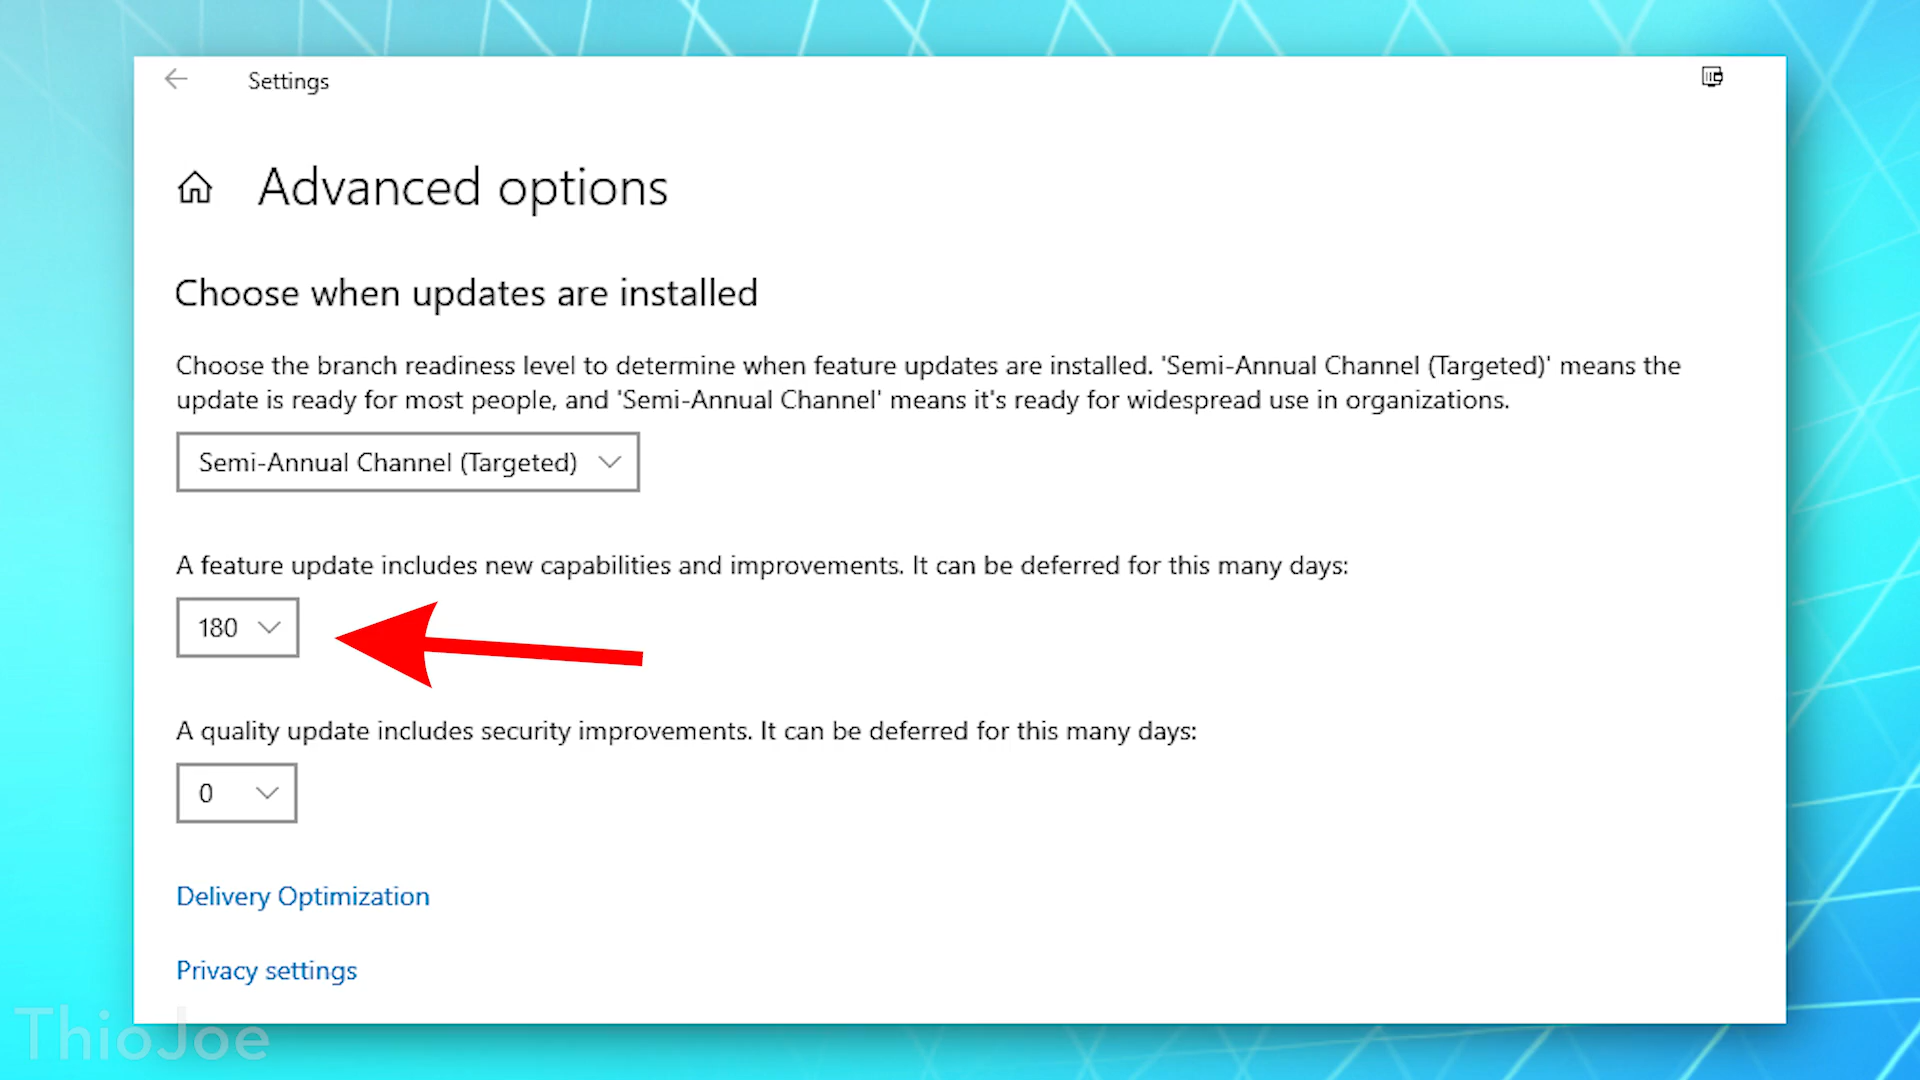 Settings
Advanced options
Choose when updates are installed
Choose the branch readiness level to determine when feature updates are installed. 'Semi-Annual Channel (Targeted)' means the
update is ready for most people, and 'Semi-Annual Channel' means it's ready for widespread use in organizations.
Semi-Annual Channel (Targeted)
A feature update includes new capabilities and improvements. It can be deferred for this many days:
180
A quality update includes security improvements. It can be deferred for this many days:
0
Delivery Optimization
Privacy settings
ThioJoe